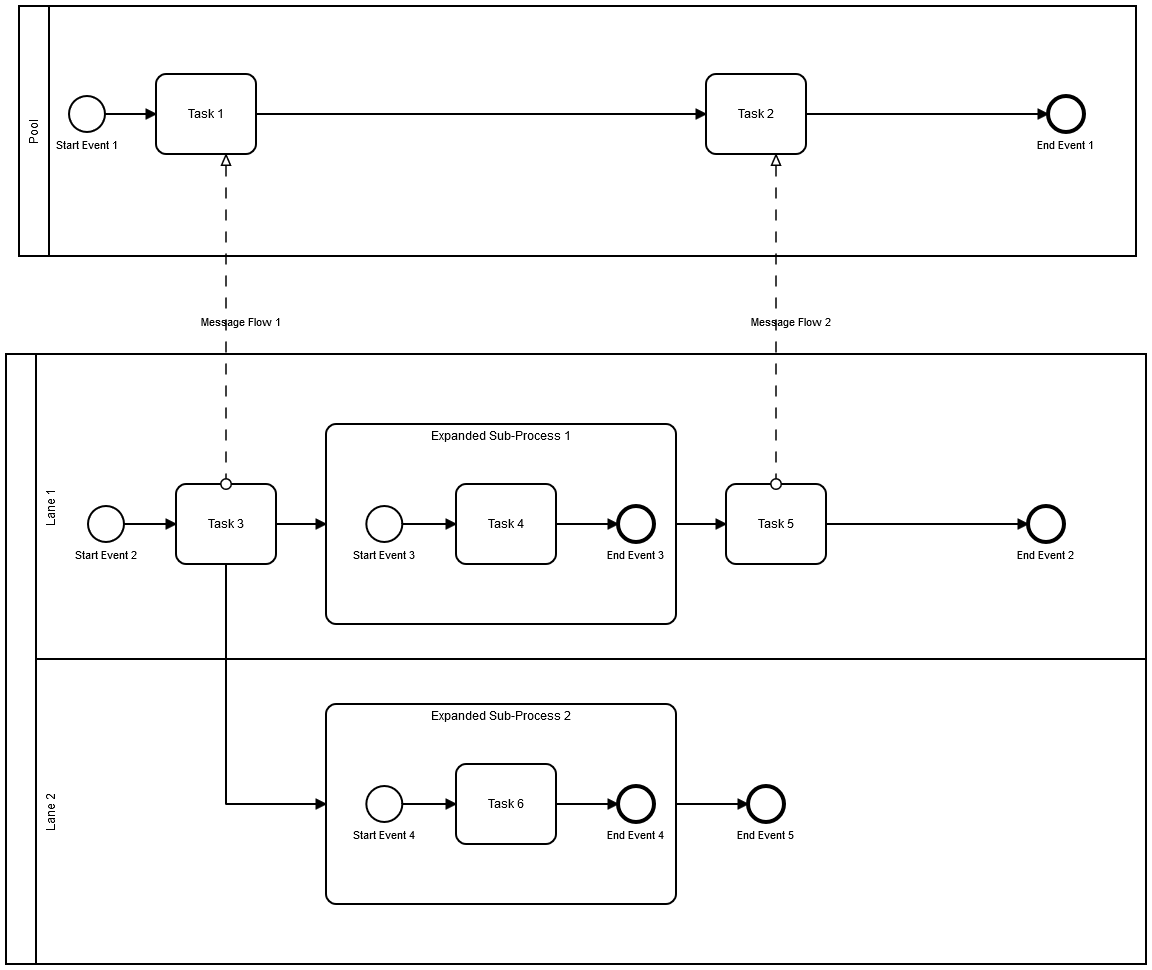 Pool
Task 1
Task 2
Start Event 1
End Event 1
Message Flow 1
Message Flow 2
Lane 1
Expanded Sub-Process 1
Task 3
Task 4
Task 5
Start Event 2
Start Event 3
End Event 3
End Event 2
Lane 2
Expanded Sub-Process 2
Task 6
Start Event 4
End Event 4
End Event 5